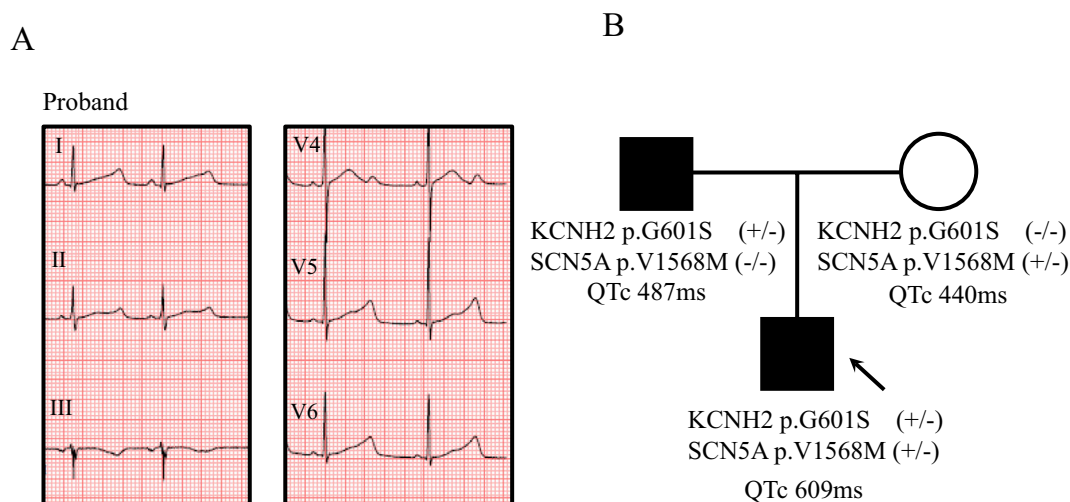 A
Proband
I
II
III
V4
V5
V6
B
KCNH2 p.G601S (+/-)
SCN5A p.V1568M (-/-)
QTc 487ms
KCNH2 p.G601S (-/-)
SCN5A p.V1568M (+/-)
QTc 440ms
KCNH2 p.G601S (+/-)
SCN5A p.V1568M (+/-)
QTc 609ms